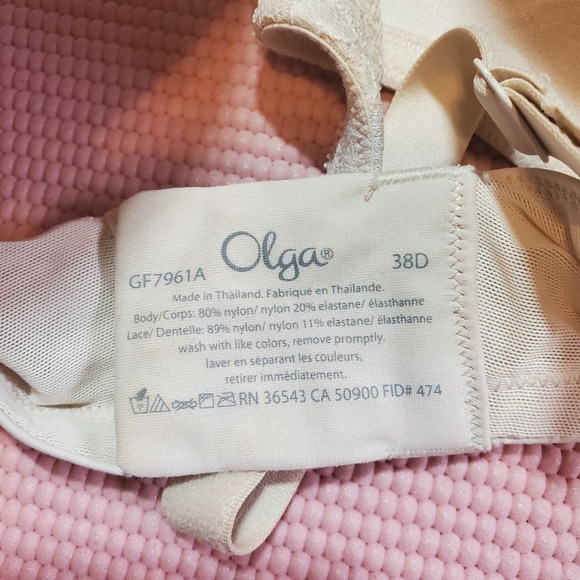 Olga®
GF7961A 38D
Made in Thailand. Fabriqué en Thaïlande.
Body/Corps: 80% nylon/ nylon 20% elastane/ élasthanne
Lace/ Dentelle: 89% nylon/ nylon 11% elastane/ élasthanne
wash with like colors, remove promptly.
laver en séparant les couleurs,
retirer immédiatement.
RN 36543 CA 50900 FID# 474